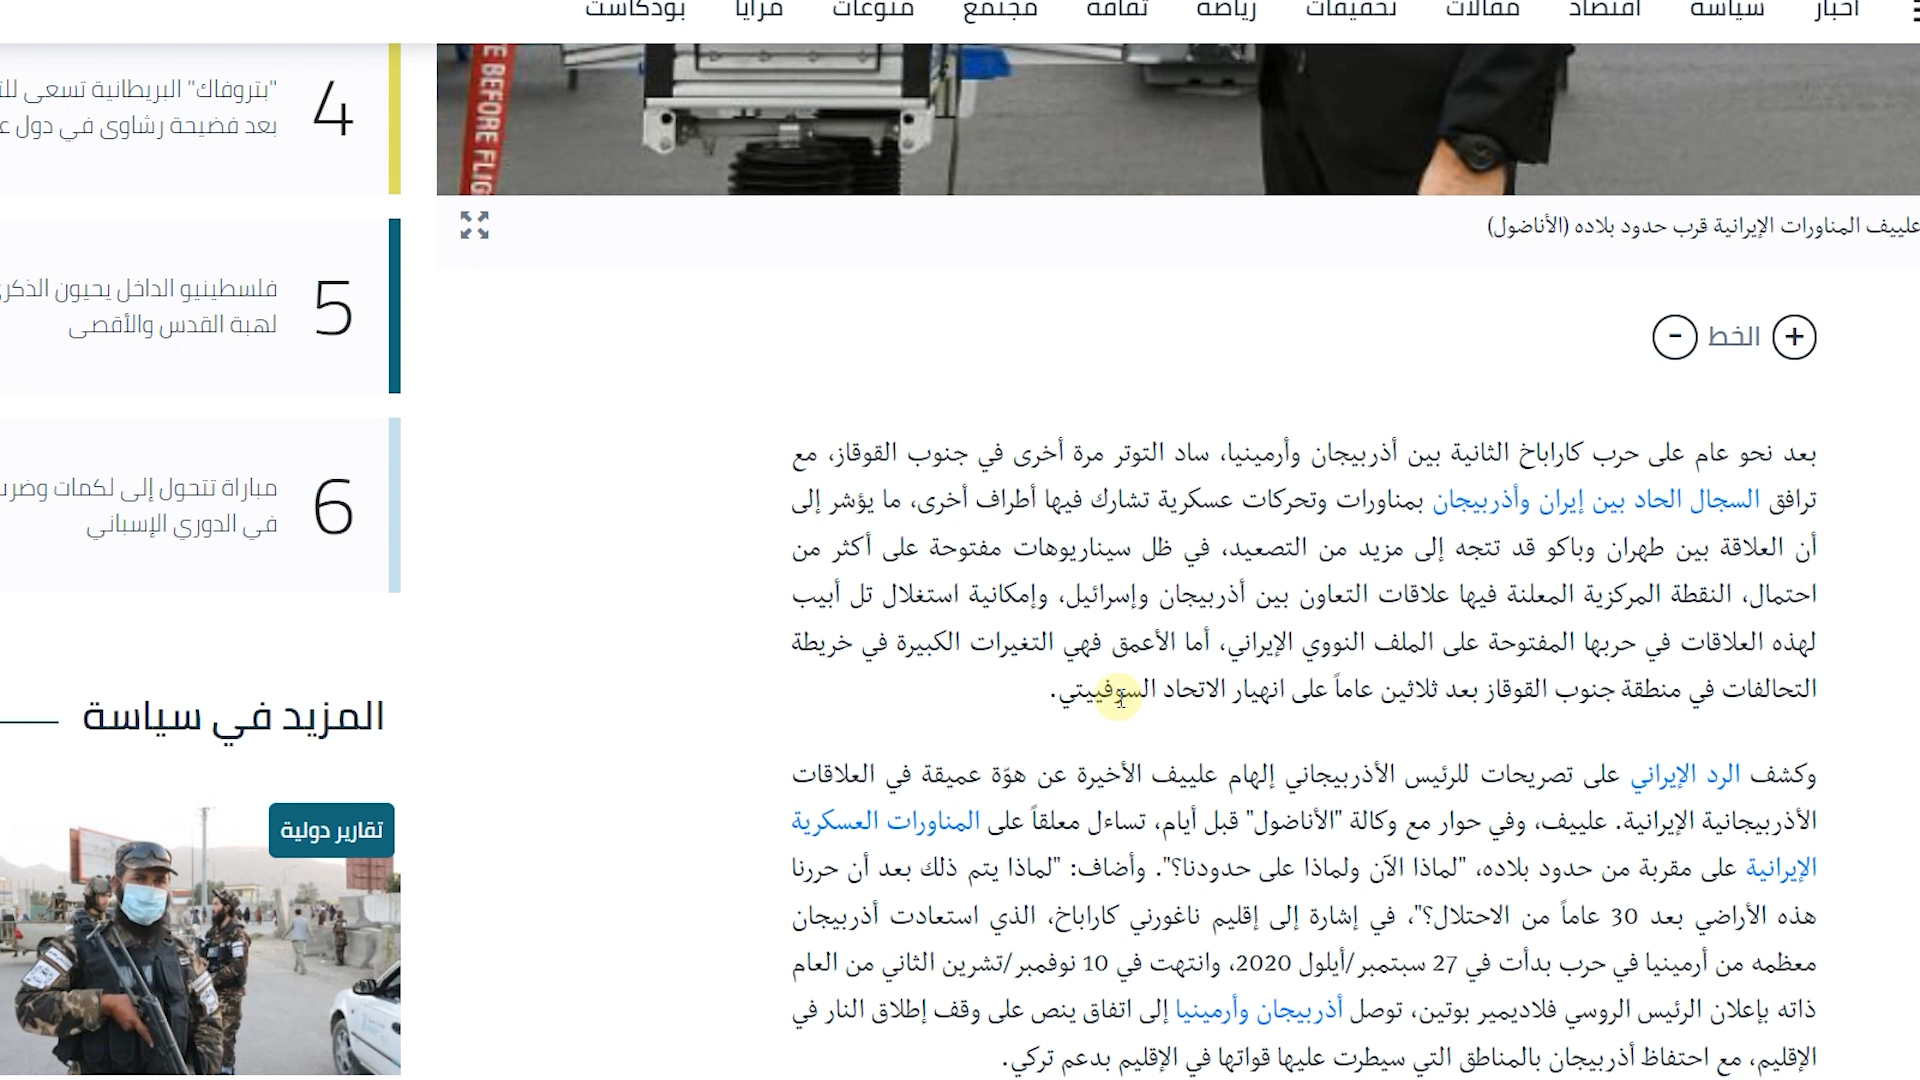 أخبار سياسة اقتصاد مقالات تحقيقات رياضة ثقافة مجتمع منوعات مرايا بودكاست
BEFORE
علييف المناورات الإيرانية قرب حدود بلاده (الأناضول)
+ الخط -
بعد نحو عام على حرب كاراباخ الثانية بين أذربيجان وأرمينيا، ساد التوتر مرة أخرى في جنوب القوقاز، مع
ترافق السجال الحاد بين إيران وأذربيجان بمناورات وتحركات عسكرية تشارك فيها أطراف أخرى، ما يؤشر إلى
أن العلاقة بين طهران وباكو قد تتجه إلى مزيد من التصعيد، في ظل سيناريوهات مفتوحة على أكثر من
احتمال، النقطة المركزية المعلنة فيها علاقات التعاون بين أذربيجان وإسرائيل، وإمكانية استغلال تل أبيب
لهذه العلاقات في حربها المفتوحة على الملف النووي الإيراني، أما الأعمق فهي التغيرات الكبيرة في خريطة
التحالفات في منطقة جنوب القوقاز بعد ثلاثين عاماً على انهيار الاتحاد السوفييتي.
وكشف الرد الإيراني على تصريحات للرئيس الأذربيجاني إلهام علييف الأخيرة عن هوّة عميقة في العلاقات
الأذربيجانية الإيرانية. علييف، وفي حوار مع وكالة "الأناضول" قبل أيام، تساءل معلقاً على المناورات العسكرية
الإيرانية على مقربة من حدود بلاده، "لماذا الآن ولماذا على حدودنا؟". وأضاف: "لماذا يتم ذلك بعد أن حررنا
هذه الأراضي بعد 30 عاماً من الاحتلال؟"، في إشارة إلى إقليم ناغورني كاراباخ، الذي استعادت أذربيجان
معظمه من أرمينيا في حرب بدأت في 27 سبتمبر/أيلول 2020، وانتهت في 10 نوفمبر/تشرين الثاني من العام
ذاته بإعلان الرئيس الروسي فلاديمير بوتين، توصل أذربيجان وأرمينيا إلى اتفاق ينص على وقف إطلاق النار في
الإقليم، مع احتفاظ أذربيجان بالمناطق التي سيطرت عليها قواتها في الإقليم بدعم تركي.
4
"بتروفاك" البريطانية تسعى
بعد فضيحة رشاوى في دول
5
فلسطينيو الداخل يحيون
لهبة القدس والأقصى
6
مباراة تتحول إلى لكمات
في الدوري الإسباني
المزيد في سياسة
تقارير دولية